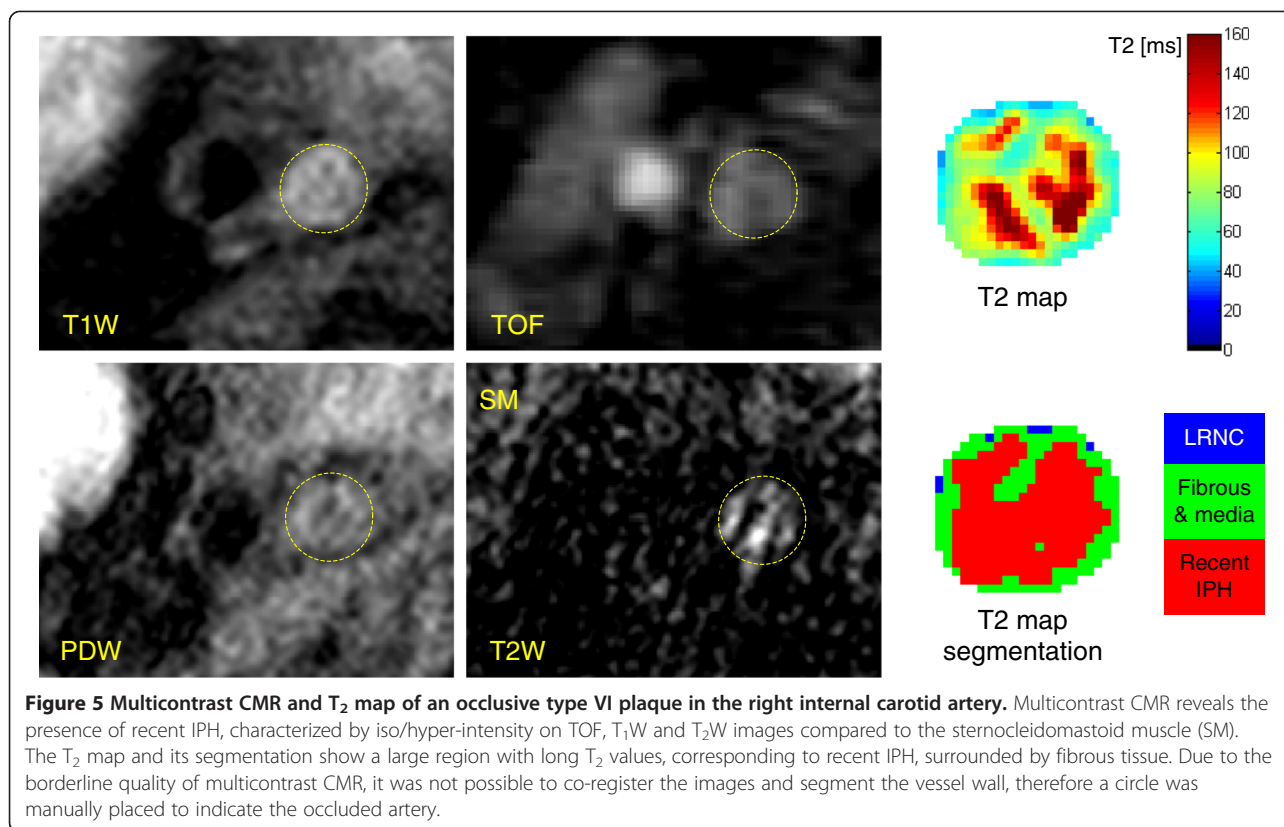 T1W
TOF
T2 [ms]
160
140
120
100
80
60
40
20
0
T2 map
PDW
SM
T2W
LRNC
Fibrous
& media
Recent
IPH
T2 map
segmentation
Figure 5 Multicontrast CMR and T₂ map of an occlusive type VI plaque in the right internal carotid artery. Multicontrast CMR reveals the
presence of recent IPH, characterized by iso/hyper-intensity on TOF, T₁W and T₂W images compared to the sternocleidomastoid muscle (SM).
The T₂ map and its segmentation show a large region with long T₂ values, corresponding to recent IPH, surrounded by fibrous tissue. Due to the
borderline quality of multicontrast CMR, it was not possible to co-register the images and segment the vessel wall, therefore a circle was
manually placed to indicate the occluded artery.